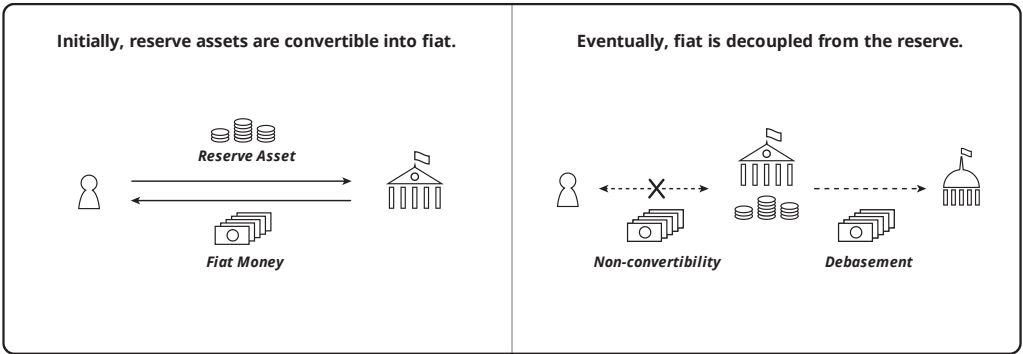 Initially, reserve assets are convertible into fiat.
Reserve Asset
Fiat Money
Eventually, fiat is decoupled from the reserve.
Non-convertibility
Debasement